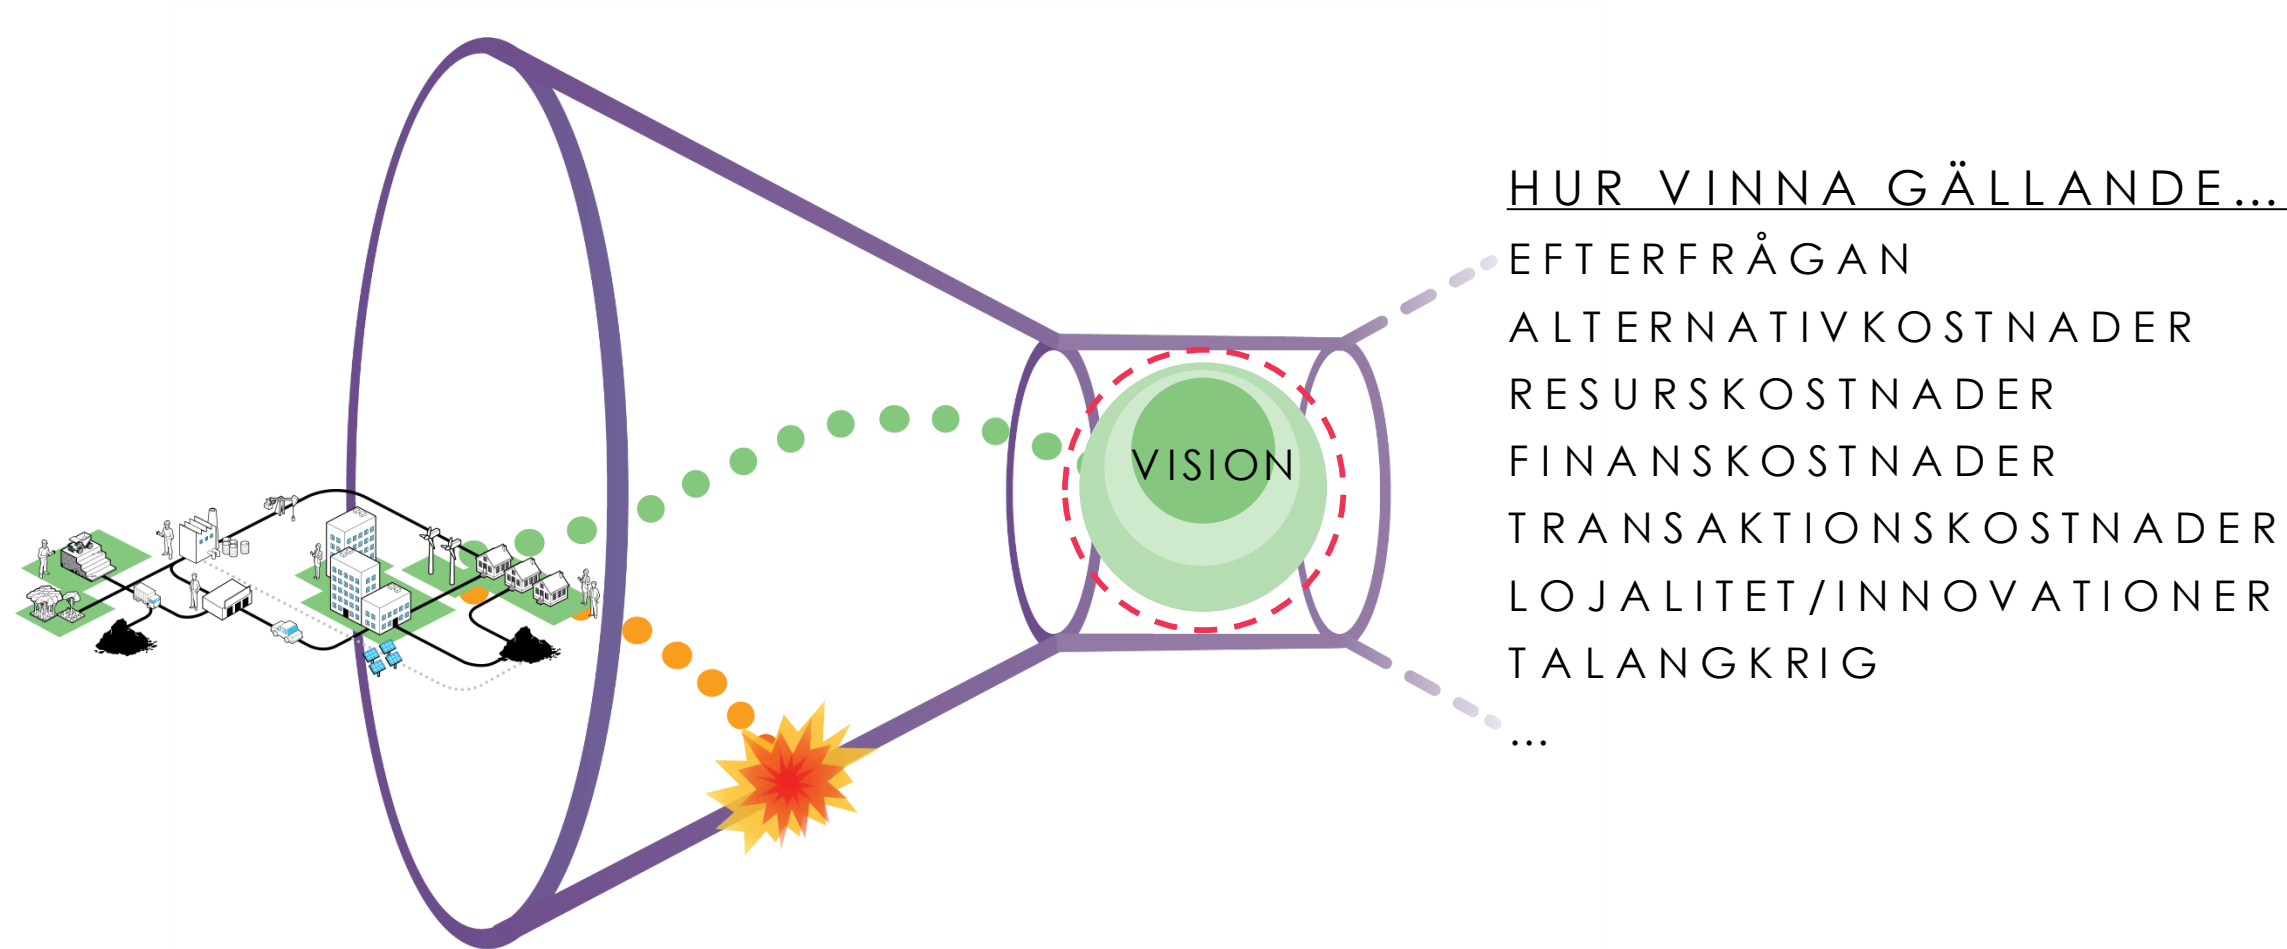 VISION
HUR VINNA GÄLLANDE...
EFTERFRÅGAN
ALTERNATIVKOSTNADER
RESURSKOSTNADER
FINANSKOSTNADER
TRANSAKTIONSKOSTNADER
LOJALITET/INNOVATIONER
TALANGKRIG
...